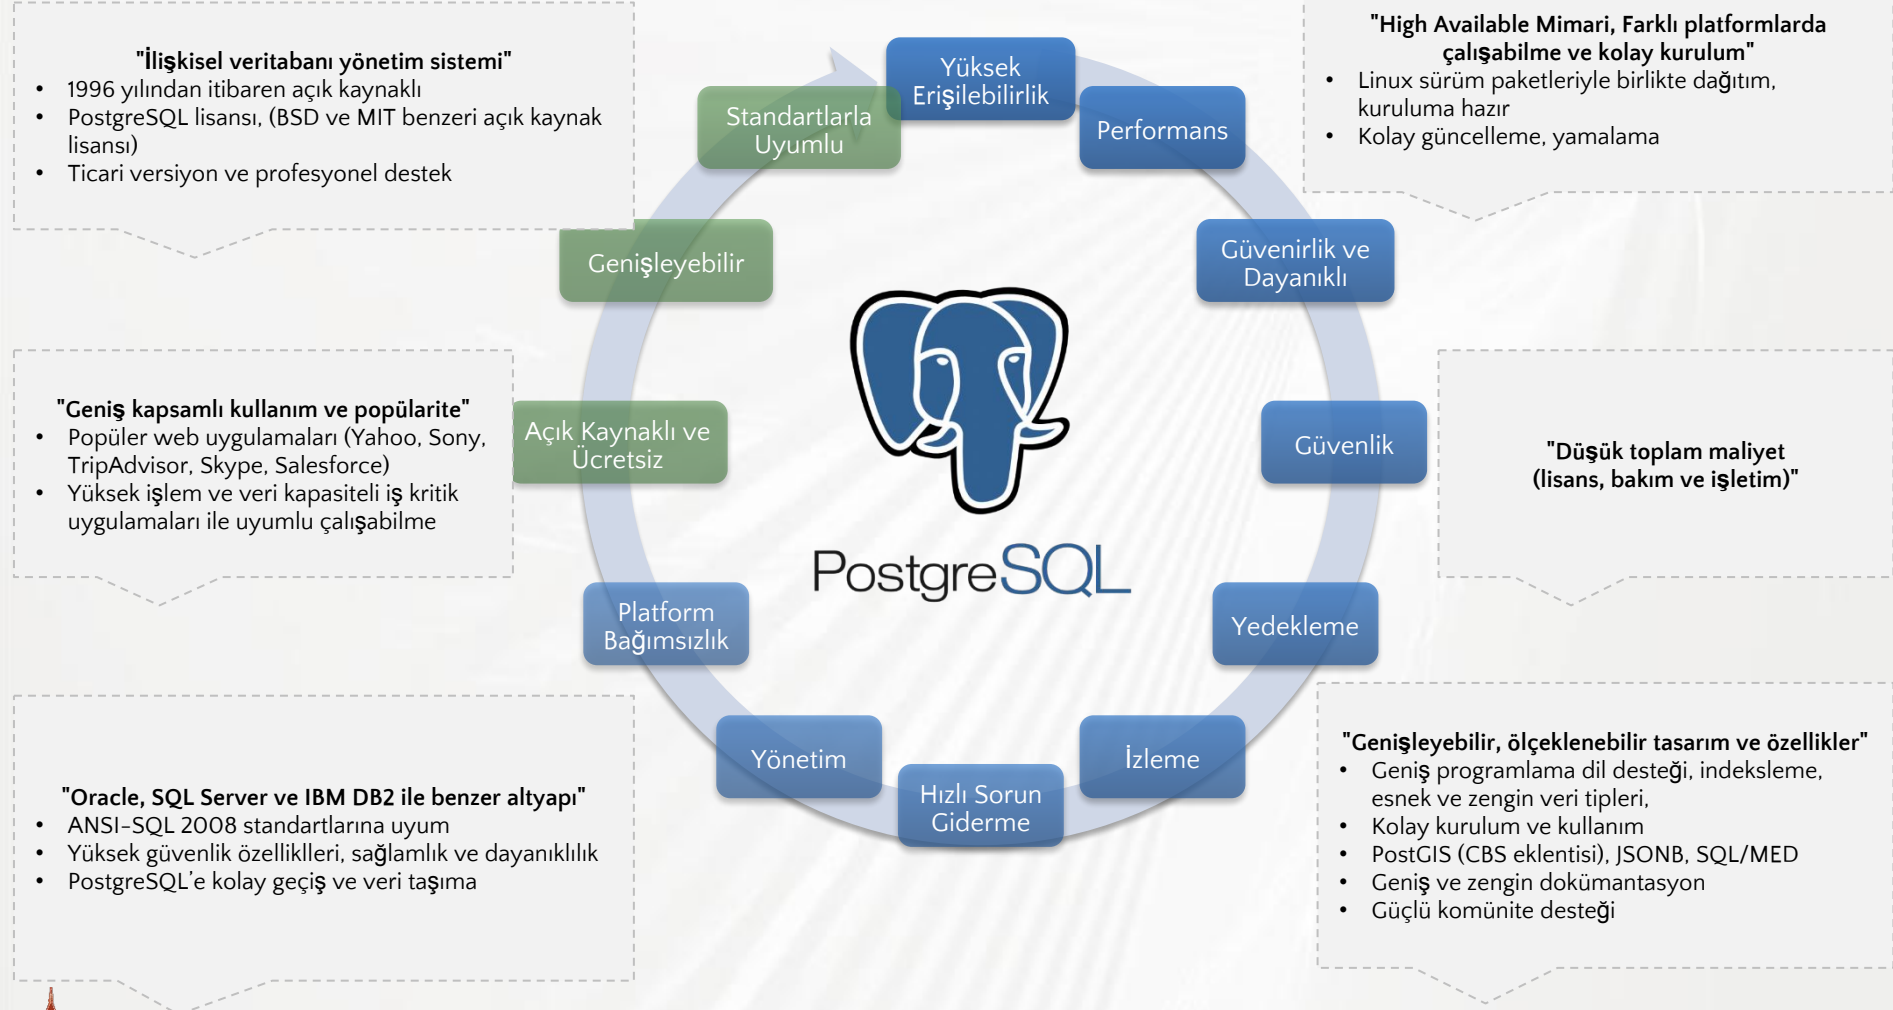 "İlişkisel veritabanı yönetim sistemi"
• 1996 yılından itibaren açık kaynaklı
• PostgreSQL lisansı, (BSD ve MIT benzeri açık kaynak
lisansı)
• Ticari versiyon ve profesyonel destek
"High Available Mimari, Farklı platformlarda
çalışabilme ve kolay kurulum"
• Linux sürüm paketleriyle birlikte dağıtım,
kuruluma hazır
• Kolay güncelleme, yamalama
Yüksek
Erişilebilirlik
Performans
Güvenirlik ve
Dayanıklı
Güvenlik
Yedekleme
İzleme
Hızlı Sorun
Giderme
Yönetim
Platform
Bağımsızlık
Açık Kaynaklı ve
Ücretsiz
Genişleyebilir
Standartlarla
Uyumlu
PostgreSQL
"Geniş kapsamlı kullanım ve popülarite"
• Popüler web uygulamaları (Yahoo, Sony,
TripAdvisor, Skype, Salesforce)
• Yüksek işlem ve veri kapasiteli iş kritik
uygulamaları ile uyumlu çalışabilme
"Düşük toplam maliyet
(lisans, bakım ve işletim)"
"Oracle, SQL Server ve IBM DB2 ile benzer altyapı"
• ANSI-SQL 2008 standartlarına uyum
• Yüksek güvenlik özelliklleri, sağlamlık ve dayanıklılık
• PostgreSQL'e kolay geçiş ve veri taşıma
"Genişleyebilir, ölçeklenebilir tasarım ve özellikler"
• Geniş programlama dil desteği, indeksleme,
esnek ve zengin veri tipleri,
• Kolay kurulum ve kullanım
• PostGIS (CBS eklentisi), JSONB, SQL/MED
• Geniş ve zengin dokümantasyon
• Güçlü komünite desteği